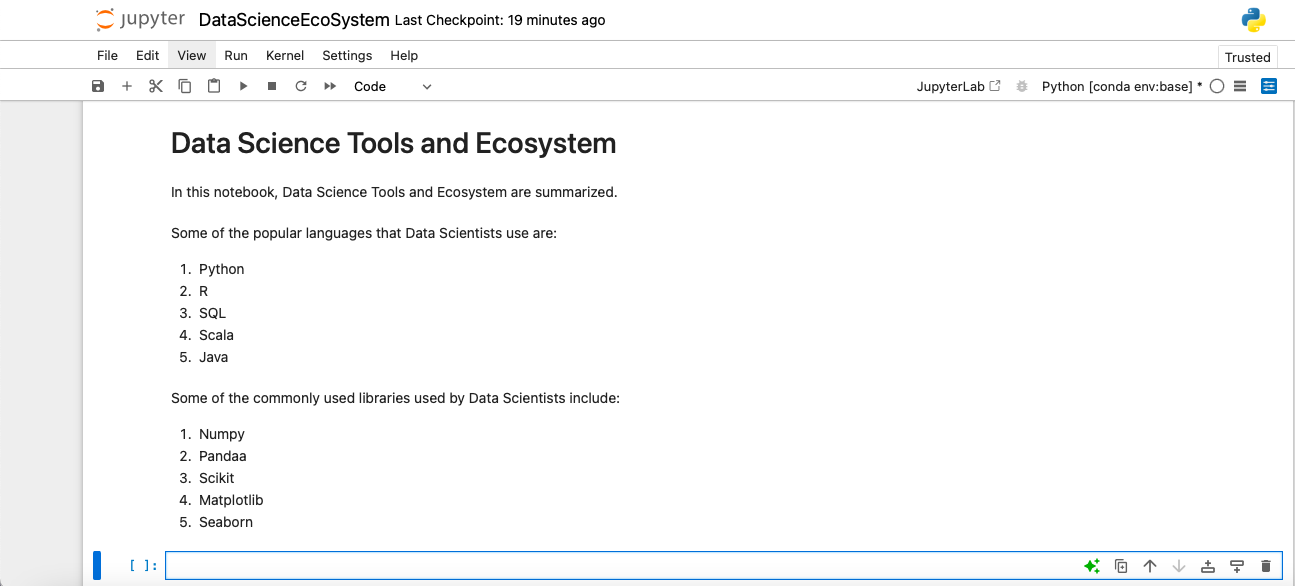 jupyter DataScienceEcoSystem Last Checkpoint: 19 minutes ago
File Edit View Run Kernel Settings Help
Trusted
Code
JupyterLab Python [conda env:base] *
Data Science Tools and Ecosystem
In this notebook, Data Science Tools and Ecosystem are summarized.
Some of the popular languages that Data Scientists use are:
1. Python
2. R
3. SQL
4. Scala
5. Java
Some of the commonly used libraries used by Data Scientists include:
1. Numpy
2. Pandaa
3. Scikit
4. Matplotlib
5. Seaborn
[ ]: